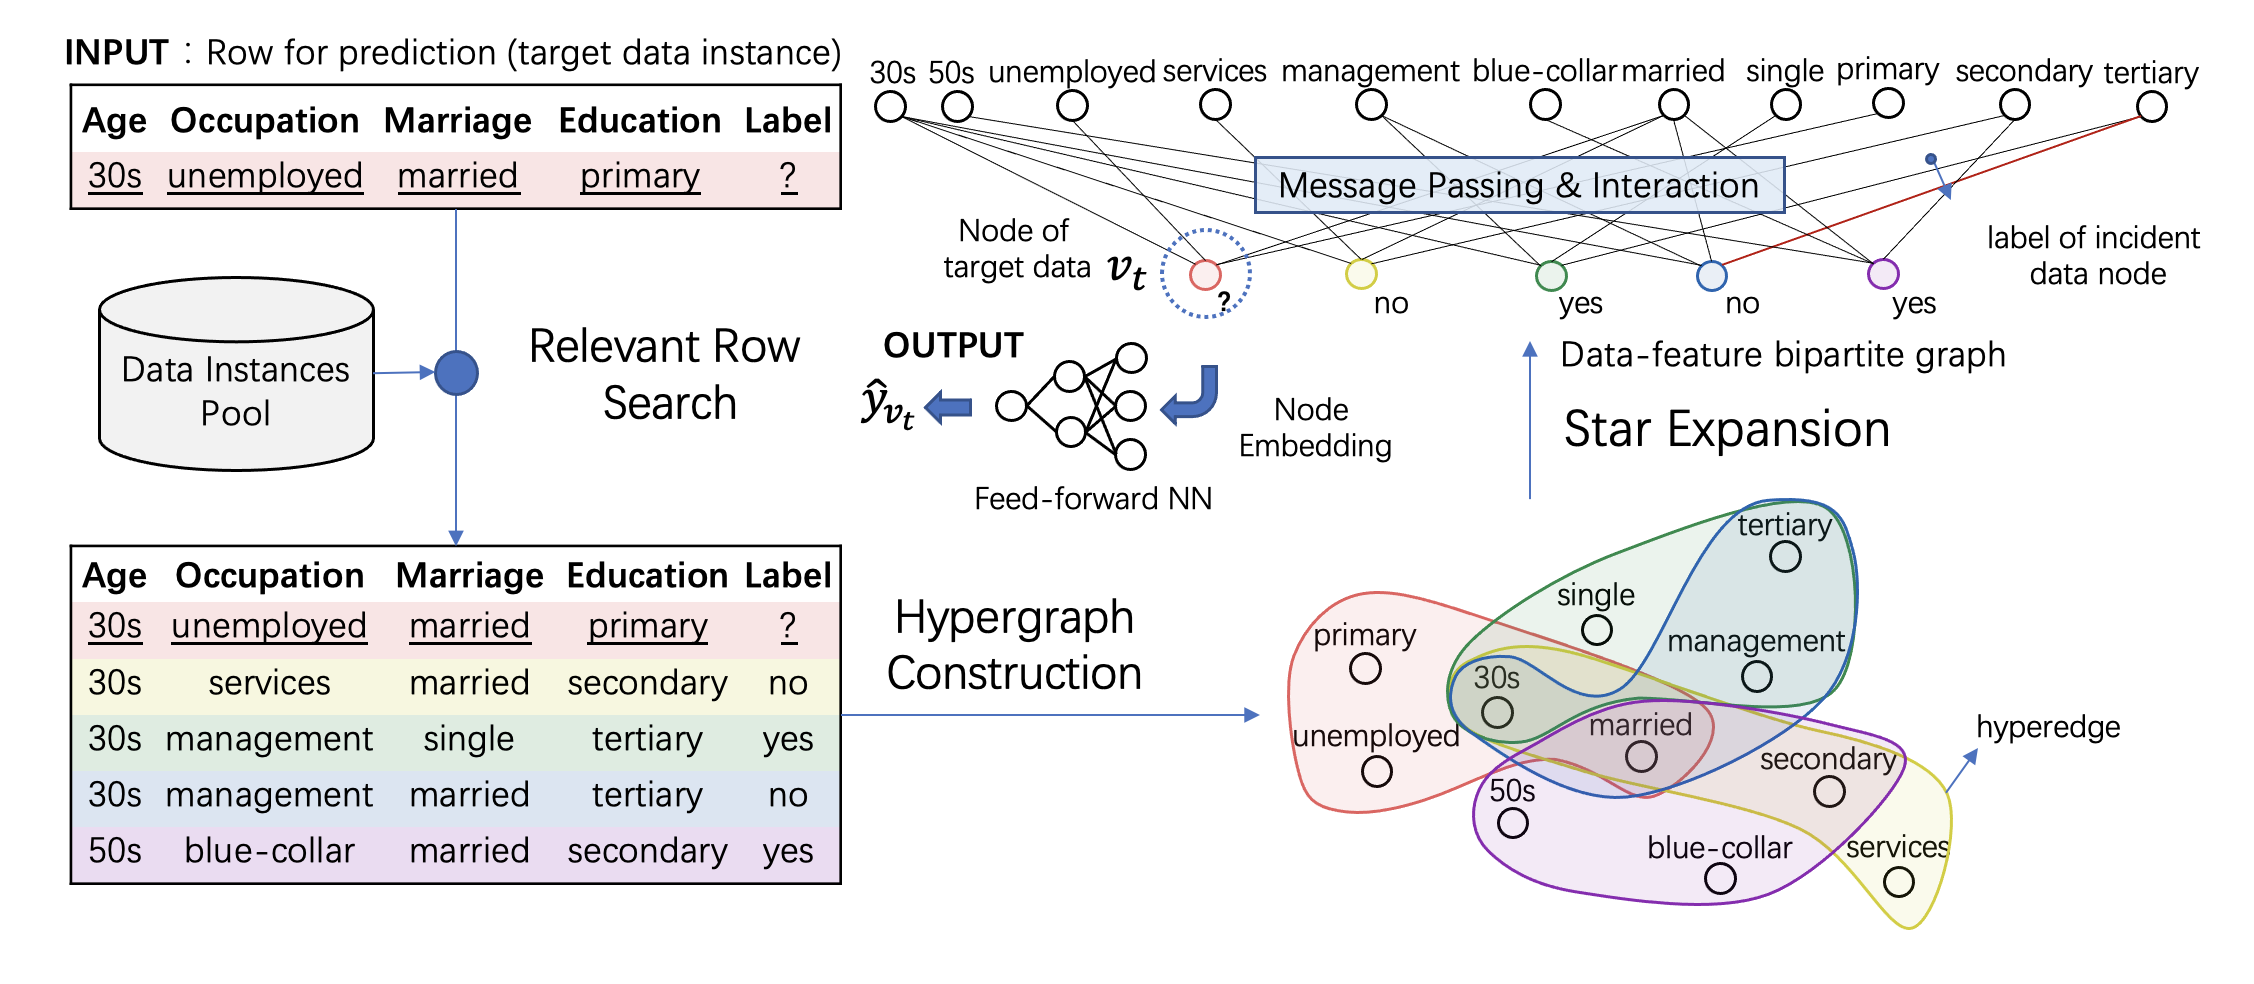 INPUT : Row for prediction (target data instance)
Age Occupation Marriage Education Label
30s unemployed married primary ?
Data Instances
Pool
Relevant Row
Search
Age Occupation Marriage Education Label
30s unemployed married primary ?
30s services married secondary no
30s management single tertiary yes
30s management married tertiary no
50s blue-collar married secondary yes
Hypergraph
Construction
primary
unemployed
30s
single
tertiary
management
married
secondary
50s
blue-collar
services
hyperedge
Star Expansion
Data-feature bipartite graph
30s 50s unemployed services management blue-collar married single primary secondary tertiary
Message Passing & Interaction
Node of
target data v_t
?
no
yes
no
yes
label of incident
data node
OUTPUT
ŷ_{v_t}
Node
Embedding
Feed-forward NN